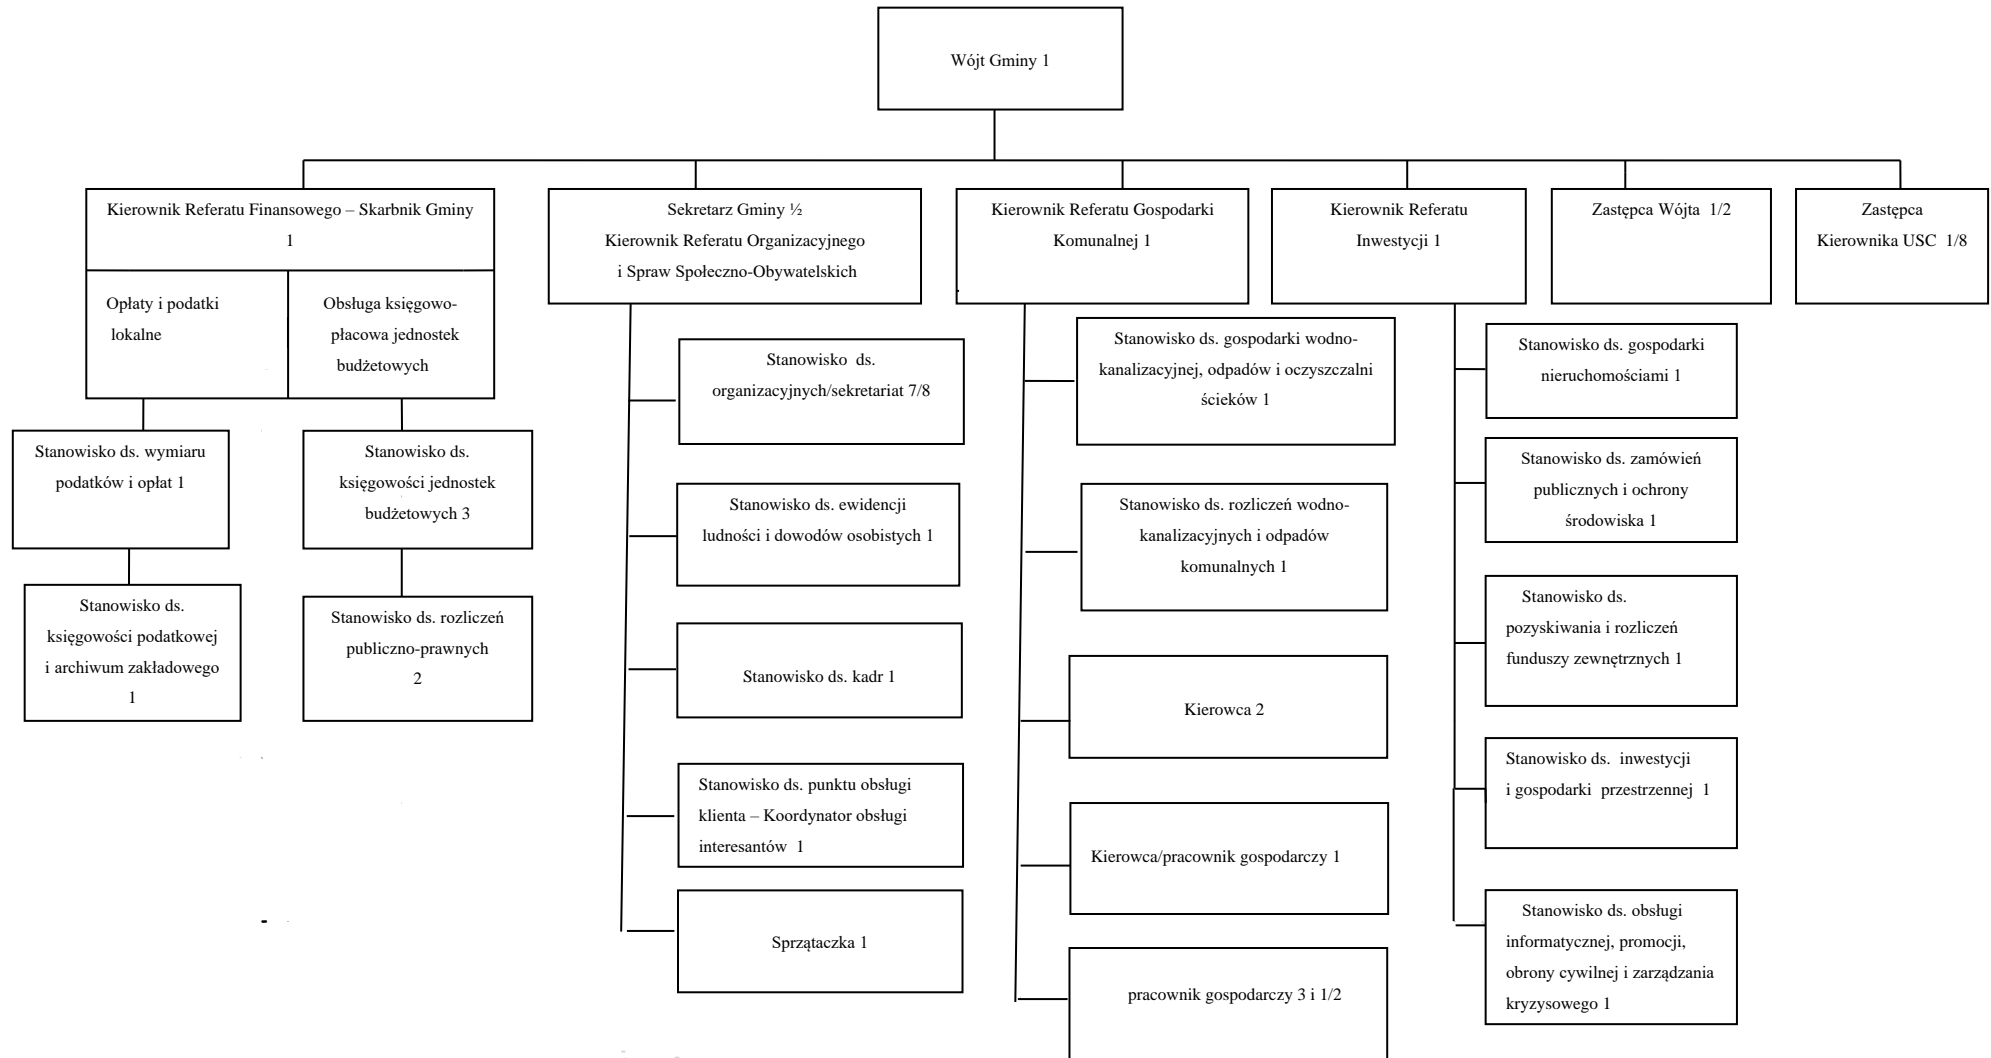 Wójt Gminy 1
Kierownik Referatu Finansowego – Skarbnik Gminy
1
Opłaty i podatki
lokalne
Obsługa księgowo-
płacowa jednostek
budżetowych
Stanowisko ds. wymiaru
podatków i opłat 1
Stanowisko ds.
księgowości podatkowej
i archiwum zakładowego
1
Stanowisko ds.
księgowości jednostek
budżetowych 3
Stanowisko ds. rozliczeń
publiczno-prawnych
2
Sekretarz Gminy ½
Kierownik Referatu Organizacyjnego
i Spraw Społeczno-Obywatelskich
Stanowisko ds.
organizacyjnych/sekretariat 7/8
Stanowisko ds. ewidencji
ludności i dowodów osobistych 1
Stanowisko ds. kadr 1
Stanowisko ds. punktu obsługi
klienta – Koordynator obsługi
interesantów 1
Sprzątaczka 1
Kierownik Referatu Gospodarki
Komunalnej 1
Stanowisko ds. gospodarki wodno-
kanalizacyjnej, odpadów i oczyszczalni
ścieków 1
Stanowisko ds. rozliczeń wodno-
kanalizacyjnych i odpadów
komunalnych 1
Kierowca 2
Kierowca/pracownik gospodarczy 1
pracownik gospodarczy 3 i 1/2
Kierownik Referatu
Inwestycji 1
Stanowisko ds. gospodarki
nieruchomościami 1
Stanowisko ds. zamówień
publicznych i ochrony
środowiska 1
Stanowisko ds.
pozyskiwania i rozliczeń
funduszy zewnętrznych 1
Stanowisko ds. inwestycji
i gospodarki przestrzennej 1
Stanowisko ds. obsługi
informatycznej, promocji,
obrony cywilnej i zarządzania
kryzysowego 1
Zastępca Wójta 1/2
Zastępca
Kierownika USC 1/8